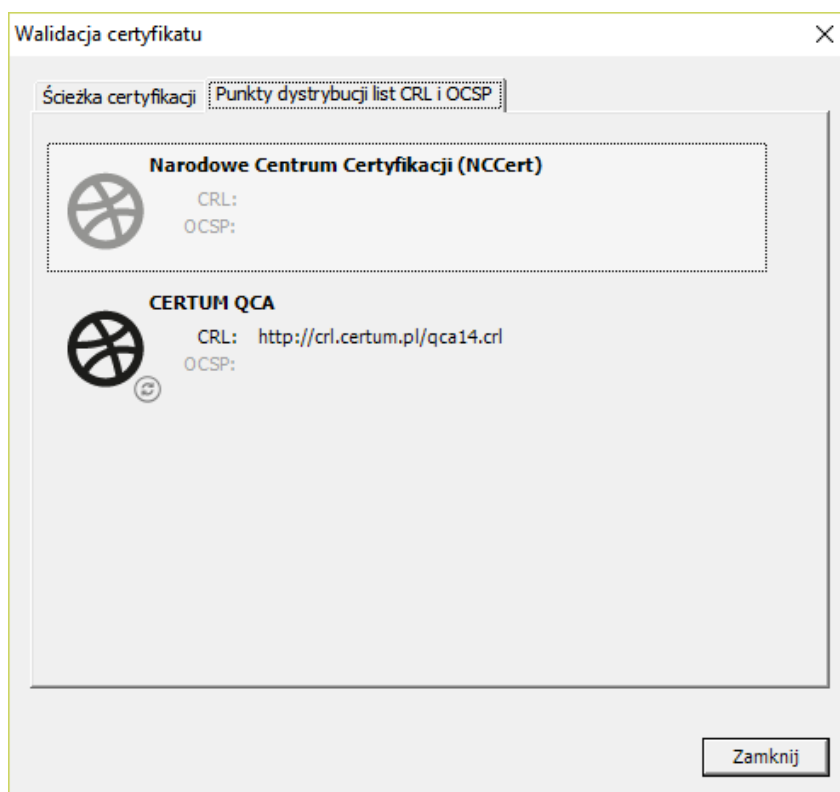 Walidacja certyfikatu
Ścieżka certyfikacji Punkty dystrybucji list CRL i OCSP
Narodowe Centrum Certyfikacji (NCCert)
CRL:
OCSP:
CERTUM QCA
CRL: http://crl.certum.pl/qca14.crl
OCSP:
Zamknij